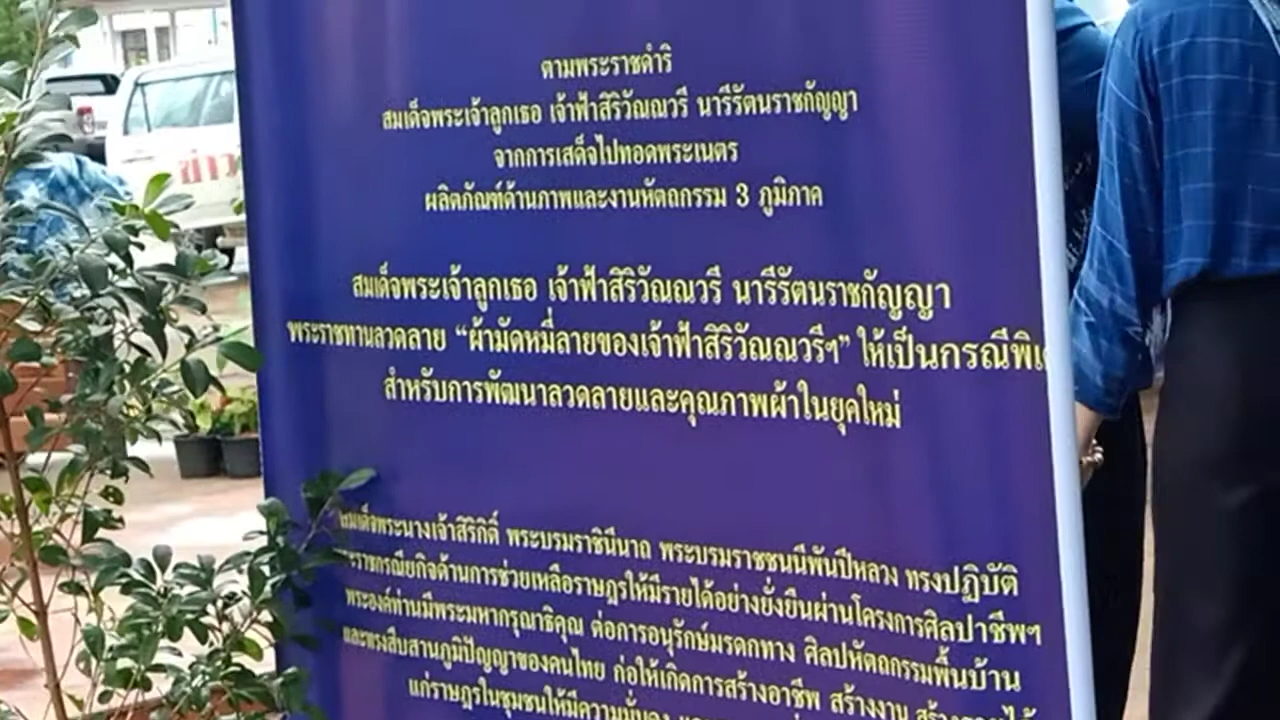 ข่าว
ตามพระราชดำริ
สมเด็จพระเจ้าลูกเธอ เจ้าฟ้าสิริวัณณวรี นารีรัตนราชกัญญา
จากการเสด็จไปทอดพระเนตร
ผลิตภัณฑ์ด้านภาพและงานหัตถกรรม 3 ภูมิภาค
สมเด็จพระเจ้าลูกเธอ เจ้าฟ้าสิริวัณณวรี นารีรัตนราชกัญญา
พระราชทานลวดลาย “ผ้ามัดหมี่ลายของเจ้าฟ้าสิริวัณณวรีฯ” ให้เป็นกรณี
สำหรับการพัฒนาลวดลายและคุณภาพผ้าในยุคใหม่
สมเด็จพระนางเจ้าสิริกิติ์ พระบรมราชินีนาถ พระบรมราชชนนีพันปีหลวง ทรงปฏิบัติ
ราชกรณียกิจด้านการช่วยเหลือราษฎรให้มีรายได้อย่างยั่งยืนผ่านโครงการศิลปาชีพฯ
พระองค์ท่านมีพระมหากรุณาธิคุณ ต่อการอนุรักษ์มรดกทาง ศิลปหัตถกรรมพื้นบ้าน
และทรงสืบสานภูมิปัญญาของคนไทย ก่อให้เกิดการสร้างอาชีพ สร้างงาน สร้างรายได้
แก่ราษฎรในชุมชนให้มีความมั่นคง